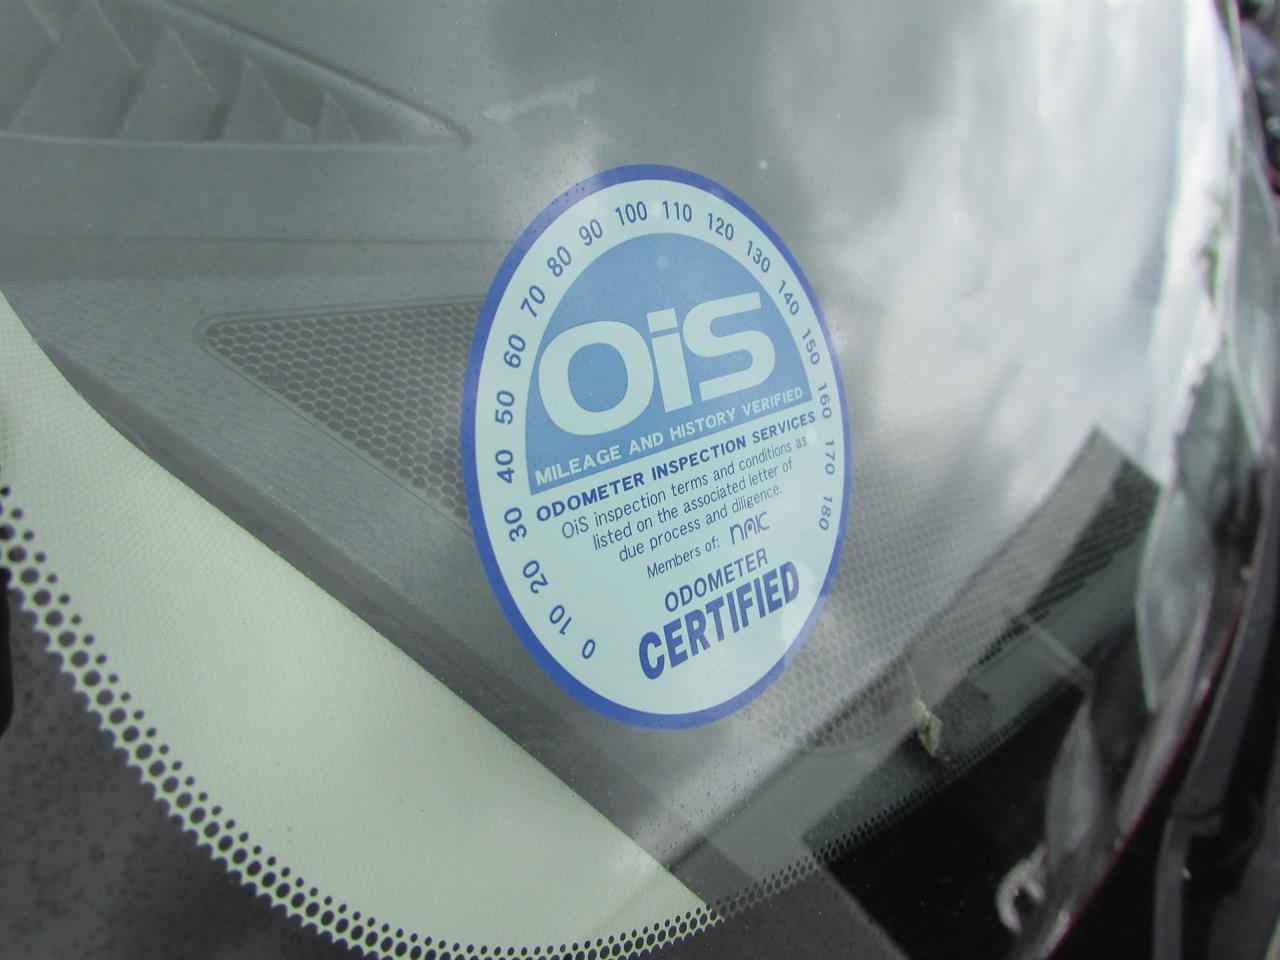 0 10 20 30 40 50 60 70 80 90 100 110 120 130 140 150 160 170 180
OiS
MILEAGE AND HISTORY VERIFIED
ODOMETER INSPECTION SERVICES
OiS inspection terms and conditions as
listed on the associated letter of
due process and diligence.
Members of: NAIC
ODOMETER
CERTIFIED